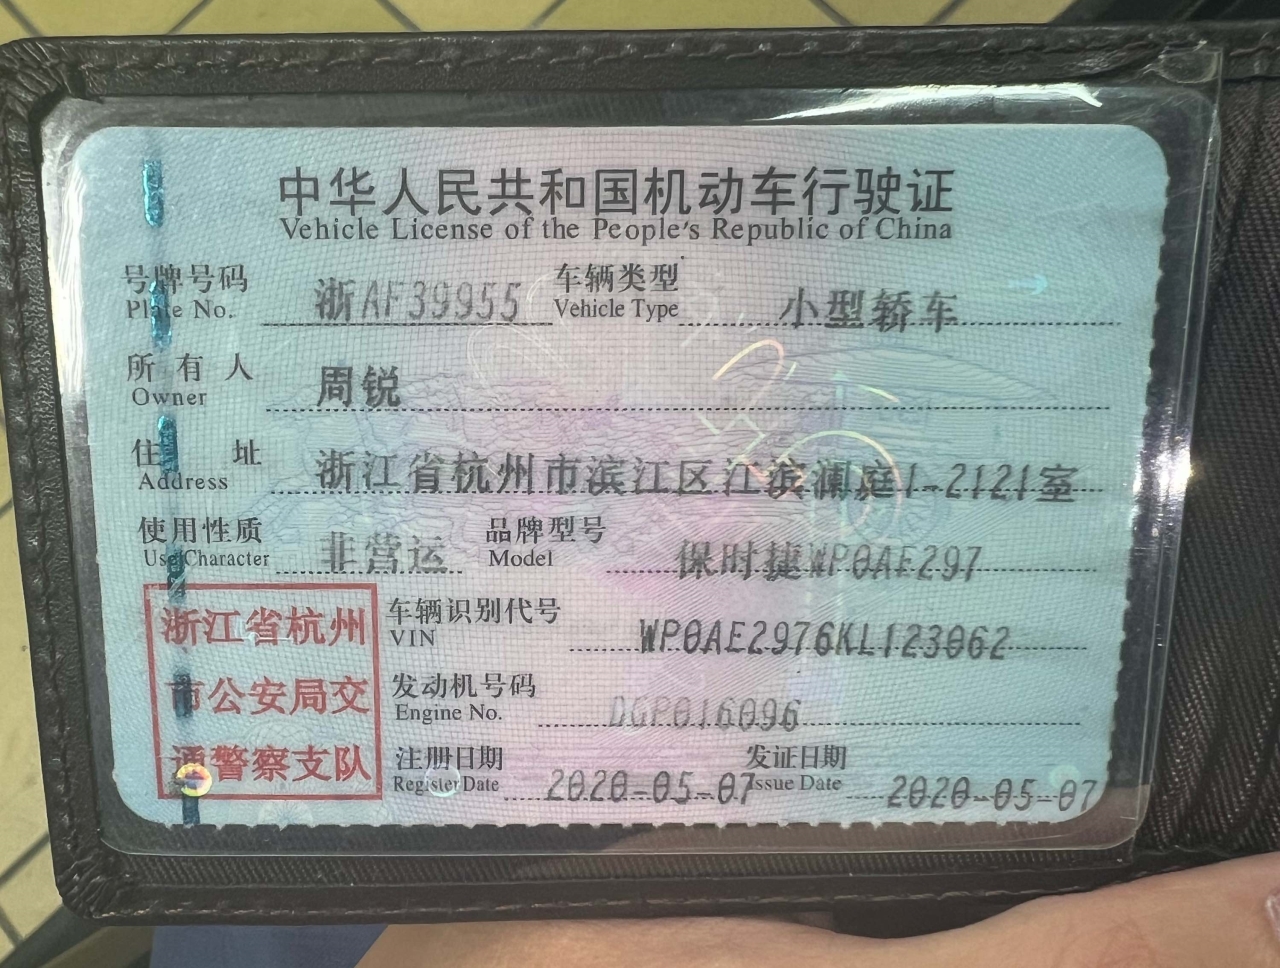 中华人民共和国机动车行驶证
Vehicle License of the People's Republic of China
号牌号码 浙AF39955 车辆类型 小型轿车
Plate No. Vehicle Type
所有人 周锐
Owner
住址 浙江省杭州市滨江区江滨澜庭1-2121室
Address
使用性质 非营运 品牌型号 保时捷WP0AE297
Use Character Model
浙江省杭州
市公安局交
通警察支队
车辆识别代号 WP0AE2976KL123062
VIN
发动机号码 DGP016096
Engine No.
注册日期 2020-05-07 发证日期 2020-05-07
Register Date Issue Date